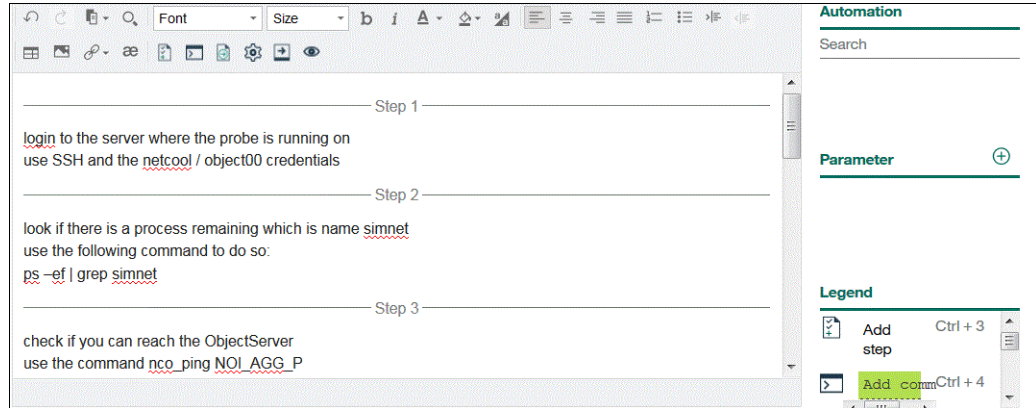 Font
Size
b
i
A
æ
Step 1
login to the server where the probe is running on
use SSH and the netcool / object00 credentials
Step 2
look if there is a process remaining which is name simnet
use the following command to do so:
ps –ef | grep simnet
Step 3
check if you can reach the ObjectServer
use the command nco_ping NOI_AGG_P
Automation
Search
Parameter
Legend
Add step
Ctrl + 3
Add comm
Ctrl + 4